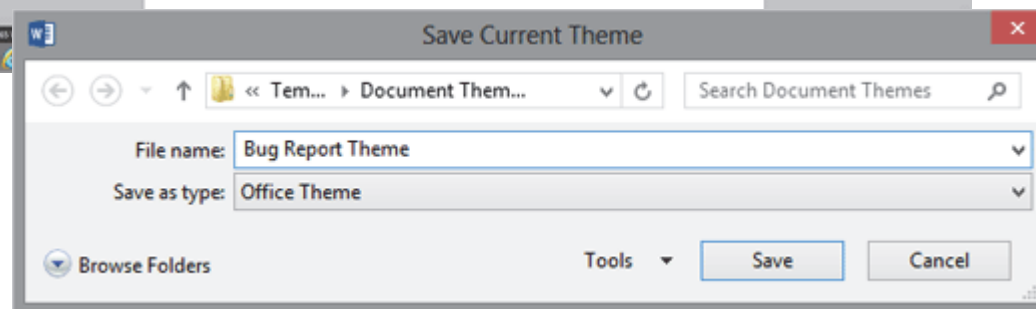 Save Current Theme
« Tem... Document Them... Search Document Themes
File name: Bug Report Theme
Save as type: Office Theme
Browse Folders Tools Save Cancel